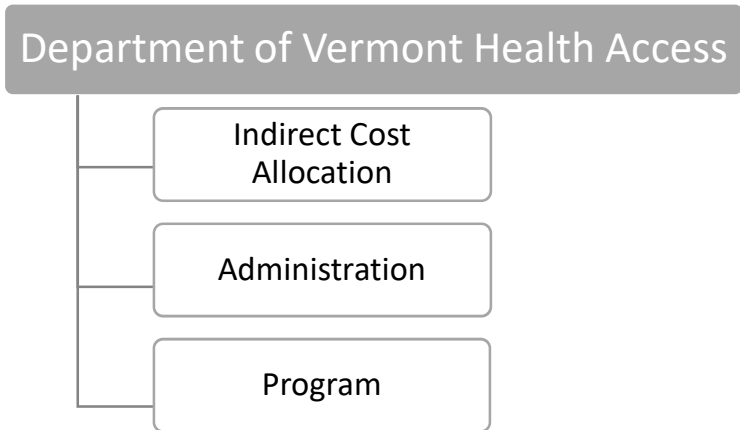 Department of Vermont Health Access
Indirect Cost
Allocation
Administration
Program